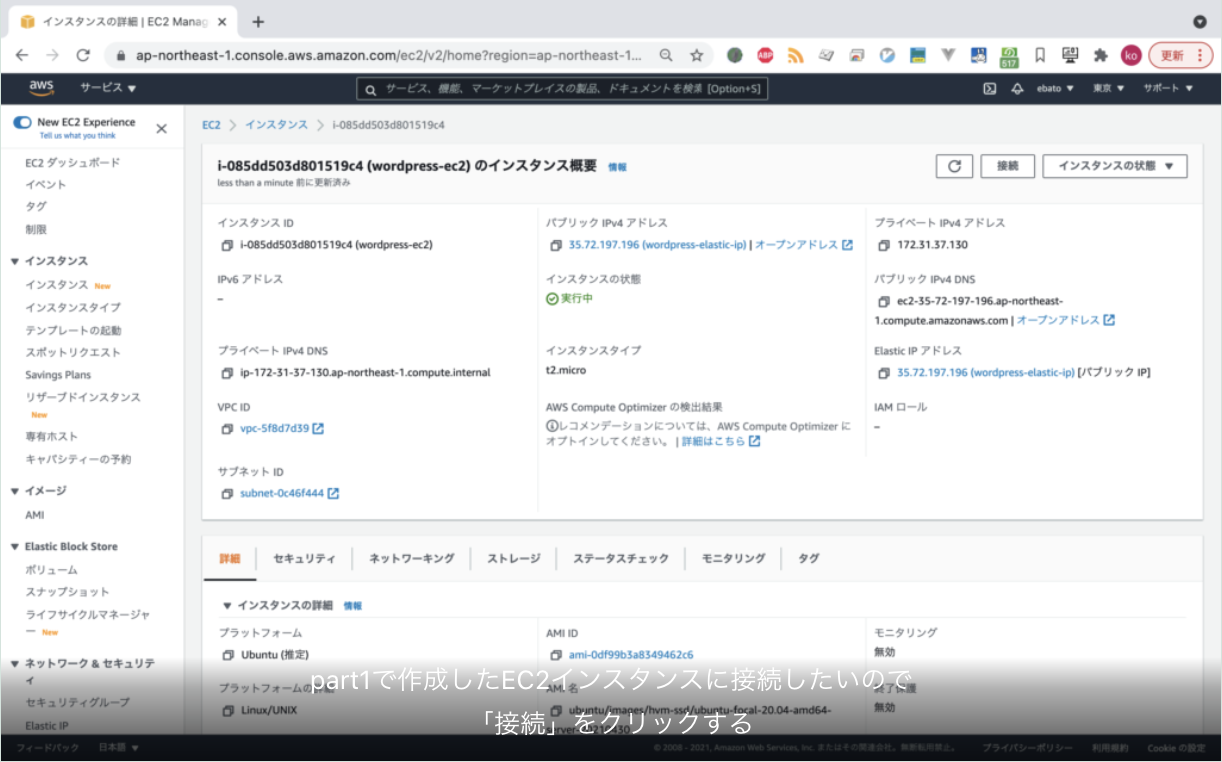 インスタンスの詳細 | EC2 Manag
ap-northeast-1.console.aws.amazon.com/ec2/v2/home?region=ap-northeast-1...
ABP
617
ko
更新
aws
サービス
サービス、機能、マーケットプレイスの製品、ドキュメントを検索 [Option+S]
ebato
東京
サポート
New EC2 Experience
Tell us what you think
EC2 ダッシュボード
イベント
タグ
制限
インスタンス
インスタンス New
インスタンスタイプ
テンプレートの起動
スポットリクエスト
Savings Plans
リザーブドインスタンス
New
専有ホスト
キャパシティーの予約
イメージ
AMI
Elastic Block Store
ボリューム
スナップショット
ライフサイクルマネージャ
ー New
ネットワーク & セキュリテ
ィ
セキュリティグループ
Elastic IP
EC2 > インスタンス > i-085dd503d801519c4
i-085dd503d801519c4 (wordpress-ec2) のインスタンス概要 情報
less than a minute 前に更新済み
接続
インスタンスの状態
インスタンス ID
i-085dd503d801519c4 (wordpress-ec2)
パブリック IPv4 アドレス
35.72.197.196 (wordpress-elastic-ip) | オープンアドレス
プライベート IPv4 アドレス
172.31.37.130
IPv6 アドレス
–
インスタンスの状態
実行中
パブリック IPv4 DNS
ec2-35-72-197-196.ap-northeast-
1.compute.amazonaws.com | オープンアドレス
プライベート IPv4 DNS
ip-172-31-37-130.ap-northeast-1.compute.internal
インスタンスタイプ
t2.micro
Elastic IP アドレス
35.72.197.196 (wordpress-elastic-ip) [パブリック IP]
VPC ID
vpc-5f8d7d39
AWS Compute Optimizer の検出結果
レコメンデーションについては、AWS Compute Optimizer に
オプトインしてください。 | 詳細はこちら
IAM ロール
–
サブネット ID
subnet-0c46f444
詳細
セキュリティ
ネットワーキング
ストレージ
ステータスチェック
モニタリング
タグ
インスタンスの詳細 情報
プラットフォーム
Ubuntu (推定)
AMI ID
ami-0df99b3a8349462c6
モニタリング
無効
プラットフォームの
Linux/UNIX
AMI 名
ubuntu/images/hvm-ssd/ubuntu-focal-20.04-amd64-
終了保護
無効
part1で作成したEC2インスタンスに接続したいので
「接続」をクリックする
フィードバック
日本語
© 2008 - 2021, Amazon Web Services, Inc. またはその関連会社。無断転用禁止。
プライバシーポリシー
利用規約
Cookie の設定